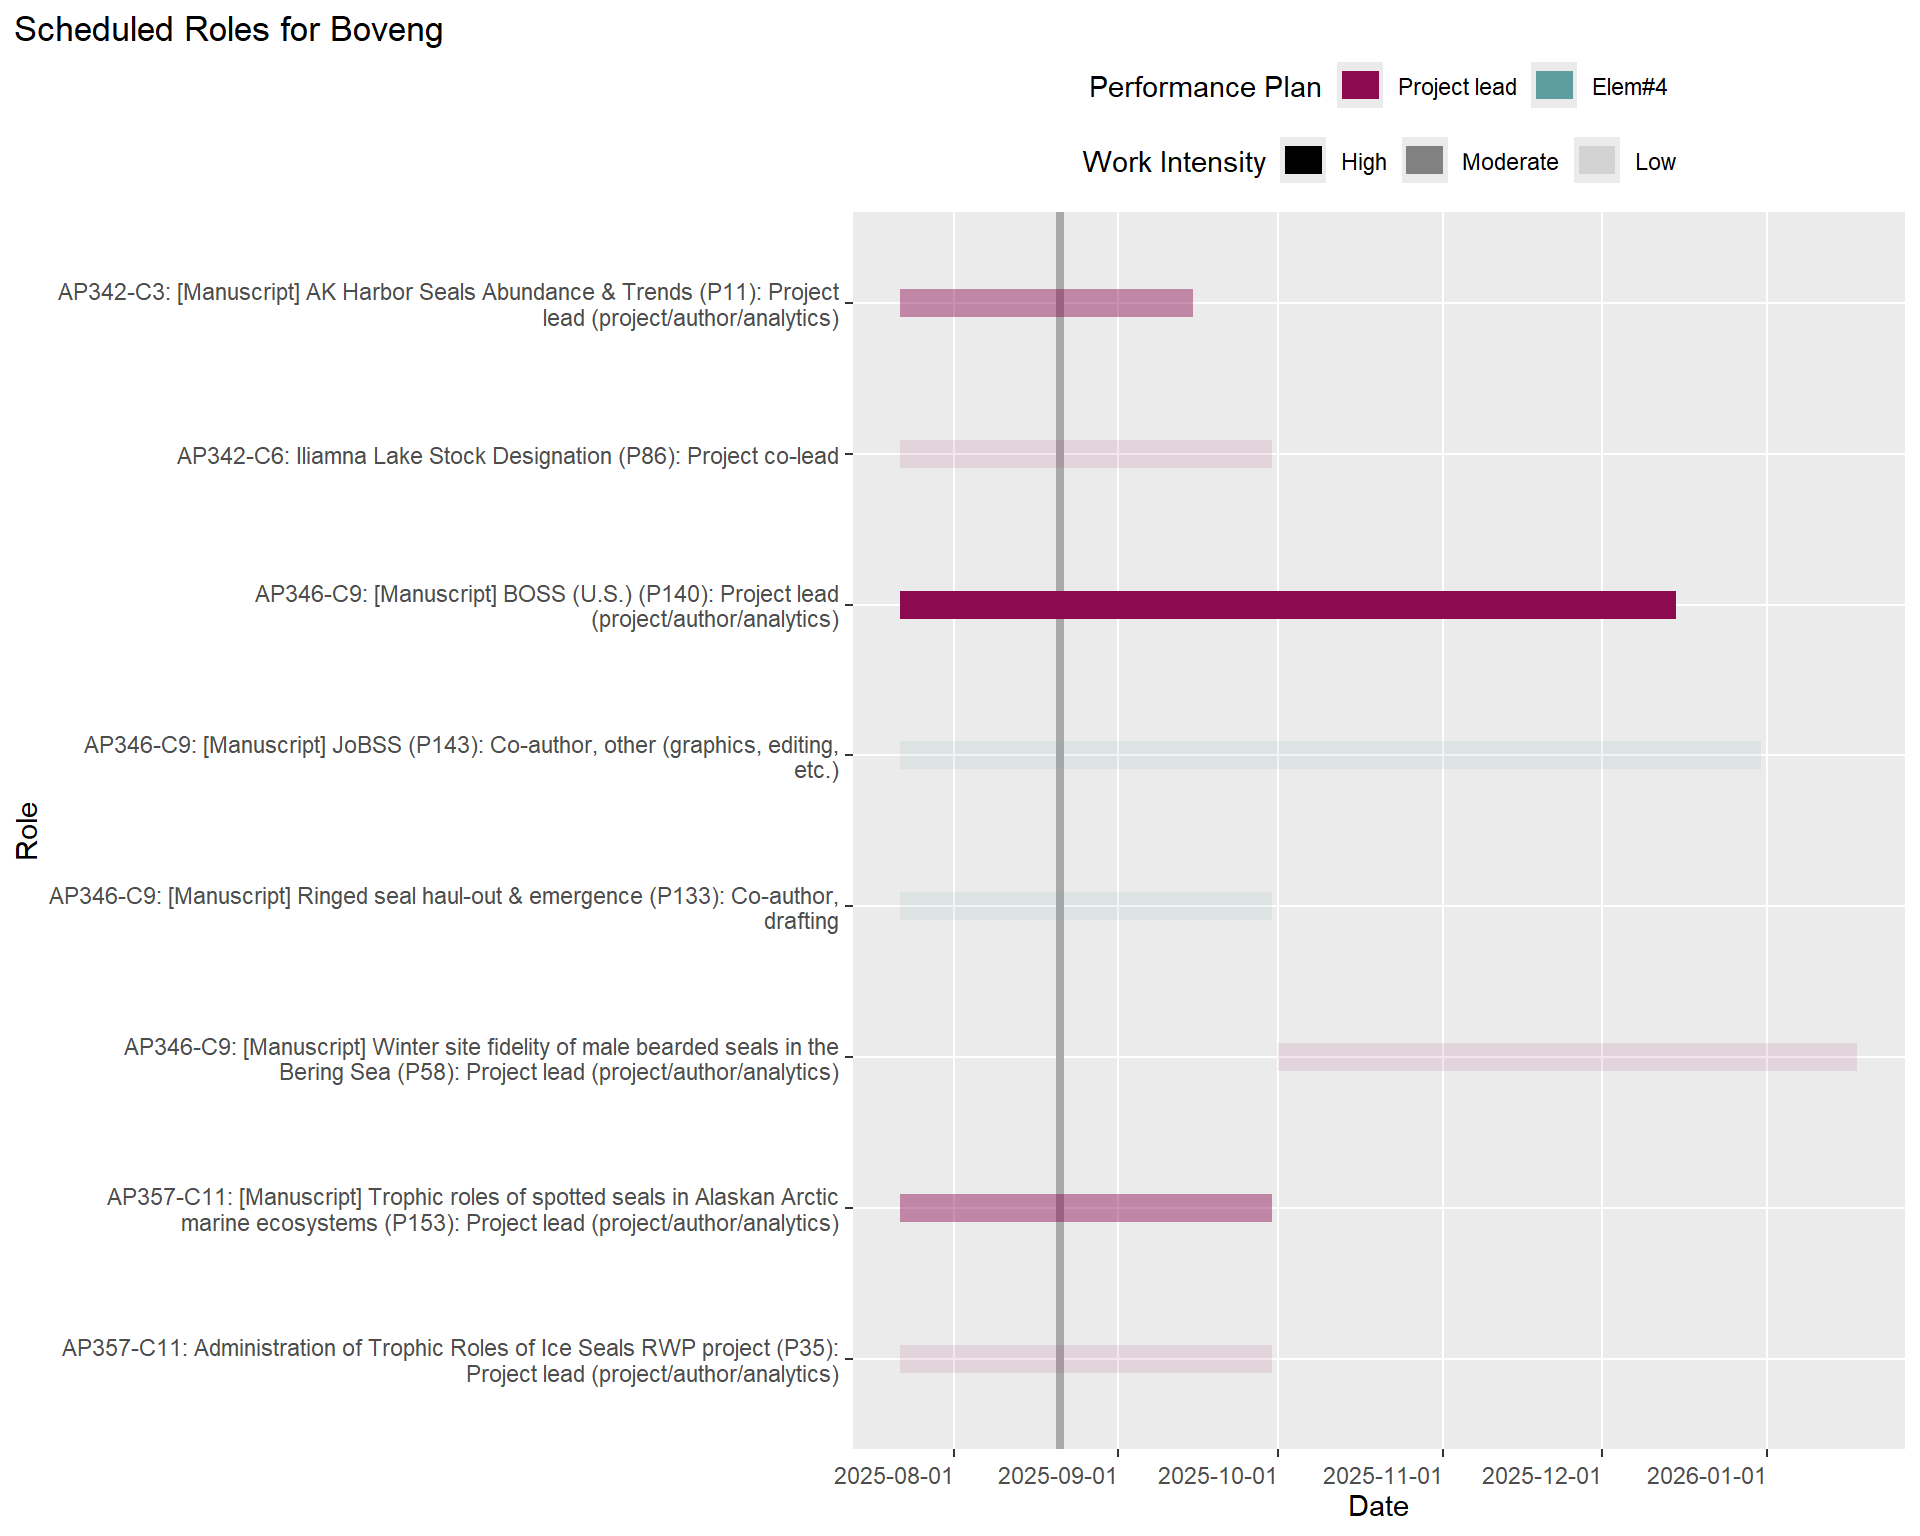 Scheduled Roles for Boveng
Performance Plan Project lead Elem#4
Work Intensity High Moderate Low
AP342-C3: [Manuscript] AK Harbor Seals Abundance & Trends (P11): Project
lead (project/author/analytics)
AP342-C6: Iliamna Lake Stock Designation (P86): Project co-lead
AP346-C9: [Manuscript] BOSS (U.S.) (P140): Project lead
(project/author/analytics)
AP346-C9: [Manuscript] JoBSS (P143): Co-author, other (graphics, editing,
etc.)
Role
AP346-C9: [Manuscript] Ringed seal haul-out & emergence (P133): Co-author,
drafting
AP346-C9: [Manuscript] Winter site fidelity of male bearded seals in the
Bering Sea (P58): Project lead (project/author/analytics)
AP357-C11: [Manuscript] Trophic roles of spotted seals in Alaskan Arctic
marine ecosystems (P153): Project lead (project/author/analytics)
AP357-C11: Administration of Trophic Roles of Ice Seals RWP project (P35):
Project lead (project/author/analytics)
2025-08-01 2025-09-01 2025-10-01 2025-11-01 2025-12-01 2026-01-01
Date